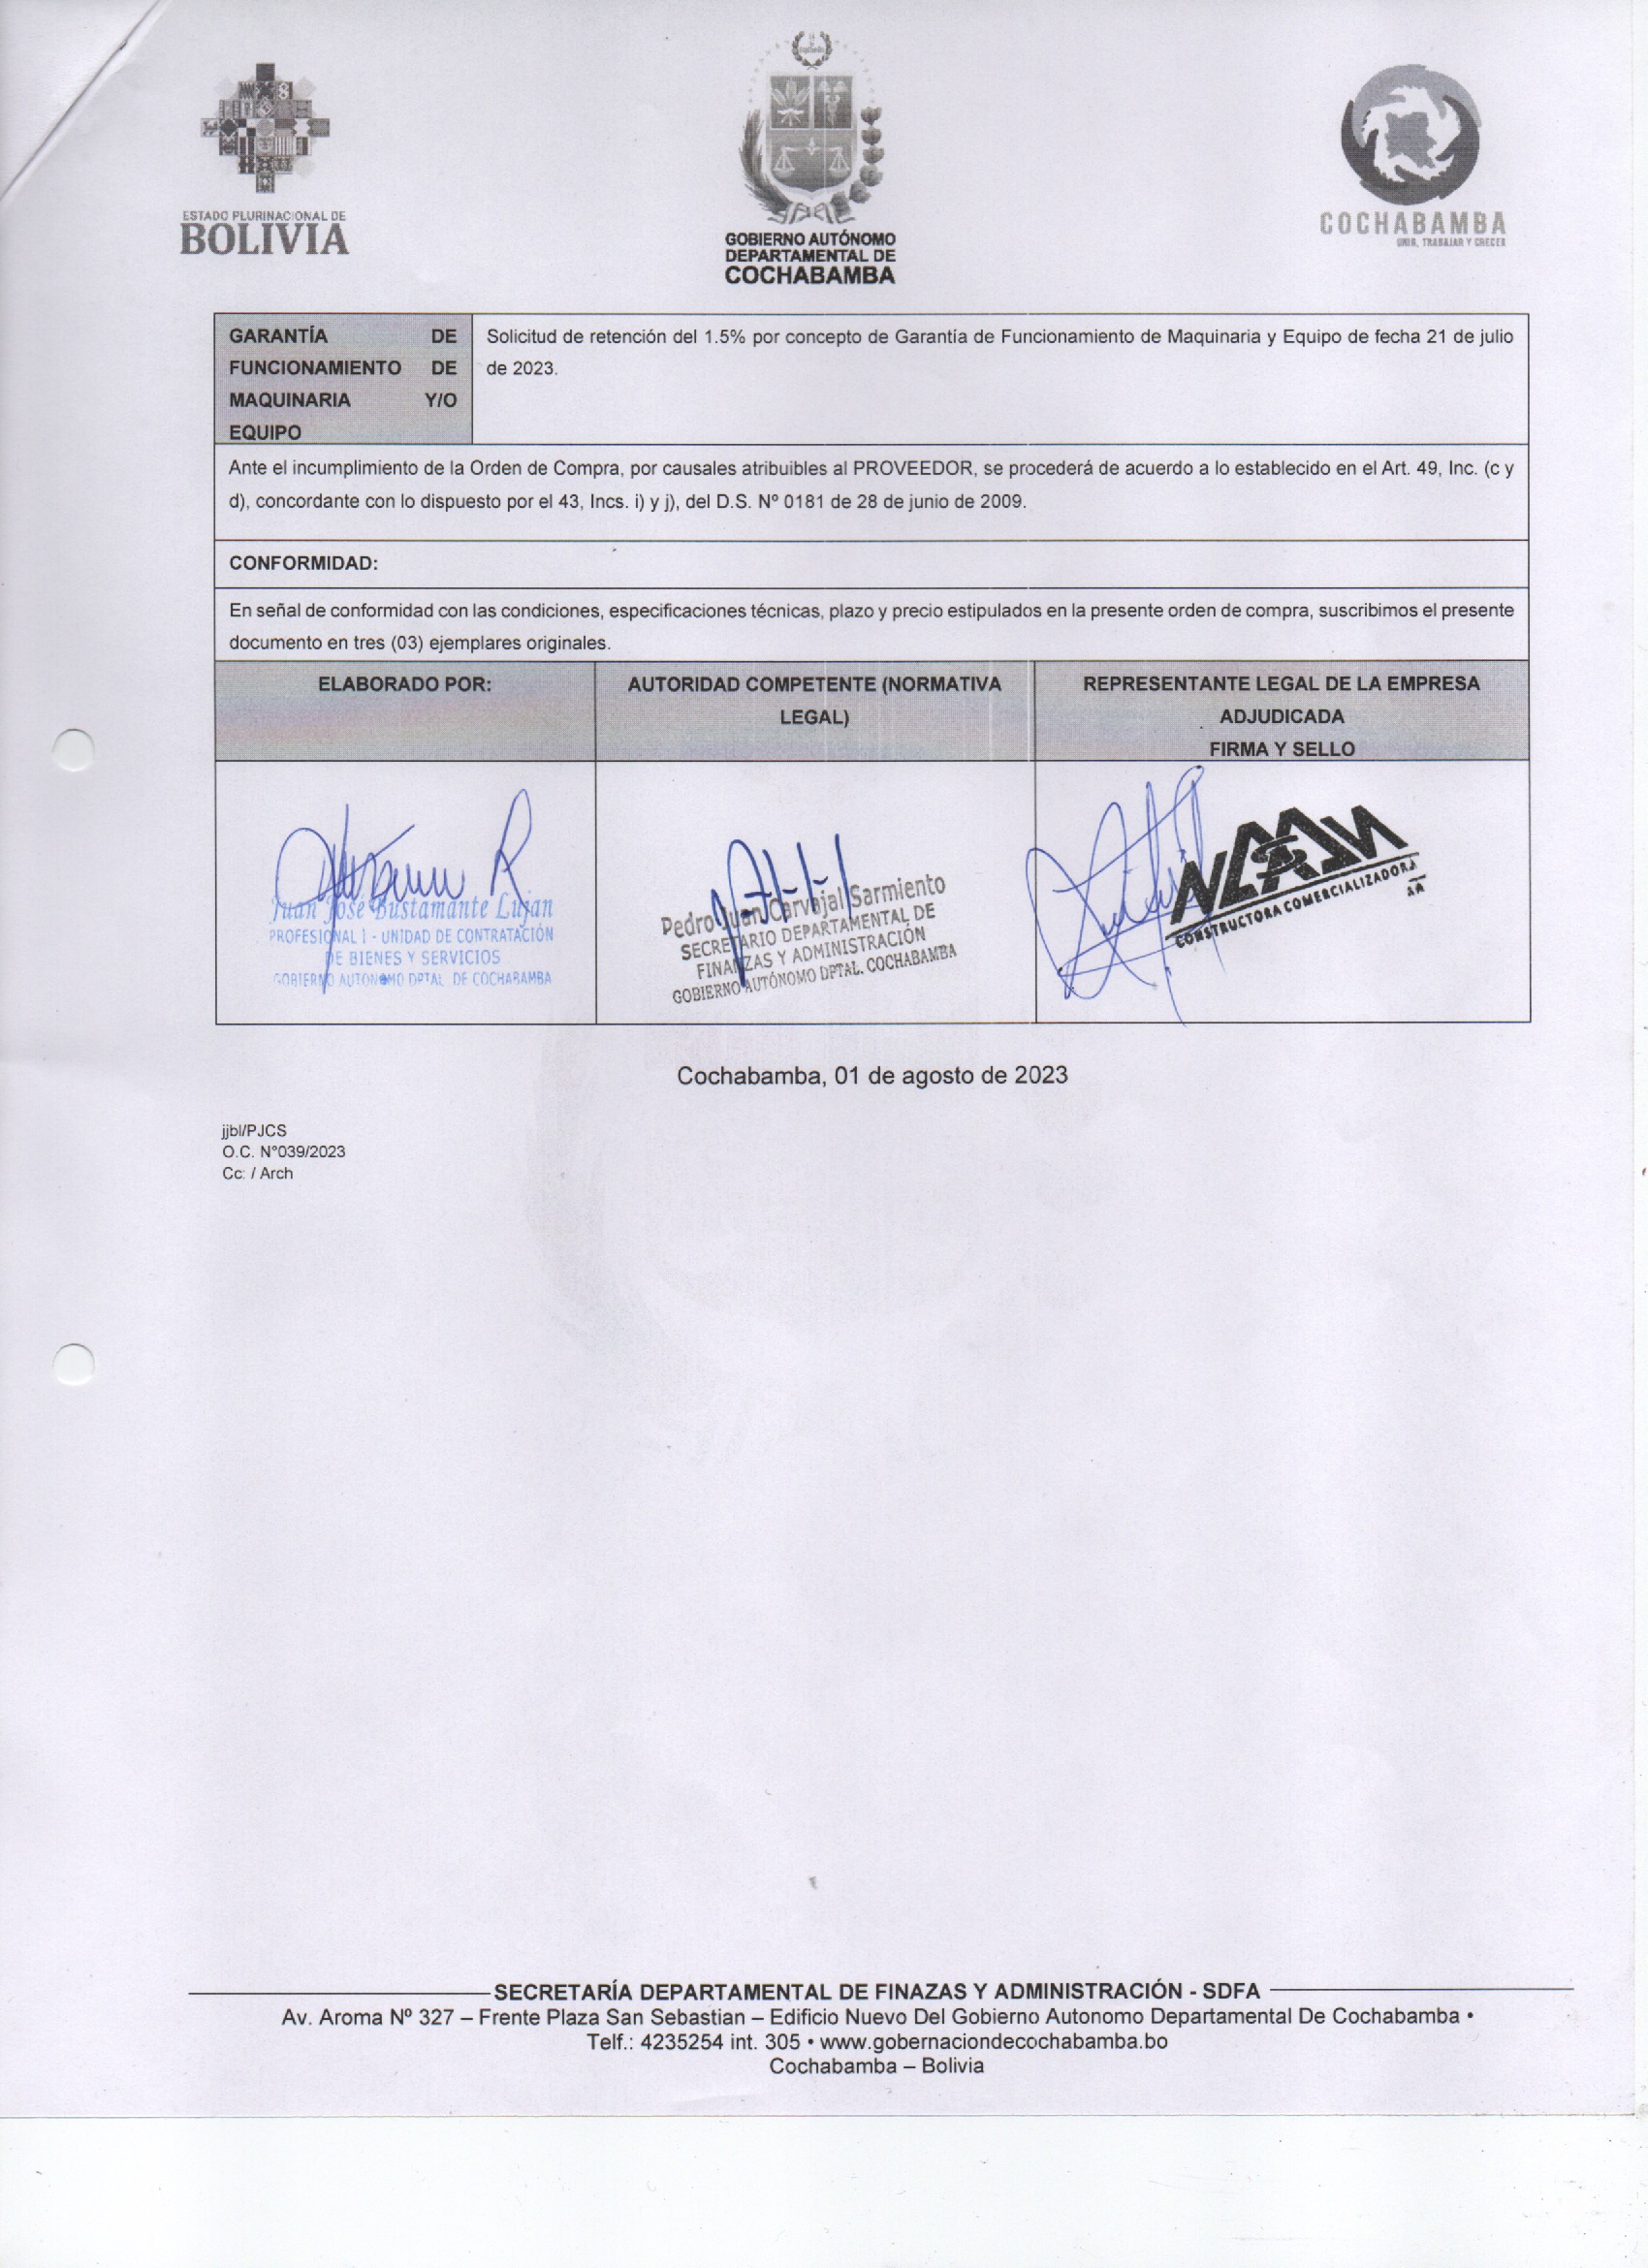 ESTADO PLURINACIONAL DE
BOLIVIA
GOBIERNO AUTÓNOMO
DEPARTAMENTAL DE
COCHABAMBA
COCHABAMBA
UNIR, TRABAJAR Y CRECER
GARANTÍA DE
FUNCIONAMIENTO DE
MAQUINARIA Y/O
EQUIPO
Solicitud de retención del 1.5% por concepto de Garantía de Funcionamiento de Maquinaria y Equipo de fecha 21 de julio
de 2023.
Ante el incumplimiento de la Orden de Compra, por causales atribuibles al PROVEEDOR, se procederá de acuerdo a lo establecido en el Art. 49, Inc. (c y
d), concordante con lo dispuesto por el 43, Incs. i) y j), del D.S. Nº 0181 de 28 de junio de 2009.
CONFORMIDAD:
En señal de conformidad con las condiciones, especificaciones técnicas, plazo y precio estipulados en la presente orden de compra, suscribimos el presente
documento en tres (03) ejemplares originales.
ELABORADO POR:
AUTORIDAD COMPETENTE (NORMATIVA
LEGAL)
REPRESENTANTE LEGAL DE LA EMPRESA
ADJUDICADA
FIRMA Y SELLO
Juan José Bustamante Lujan
PROFESIONAL I - UNIDAD DE CONTRATACIÓN
DE BIENES Y SERVICIOS
GOBIERNO AUTONOMO DPTAL. DE COCHABAMBA
Pedro Juan Carvajal Sarmiento
SECRETARIO DEPARTAMENTAL DE
FINANZAS Y ADMINISTRACIÓN
GOBIERNO AUTÓNOMO DPTAL. COCHABAMBA
CONSTRUCTORA COMERCIALIZADORA
Cochabamba, 01 de agosto de 2023
jjbl/PJCS
O.C. N°039/2023
Cc: / Arch
SECRETARÍA DEPARTAMENTAL DE FINAZAS Y ADMINISTRACIÓN - SDFA
Av. Aroma Nº 327 – Frente Plaza San Sebastian – Edificio Nuevo Del Gobierno Autonomo Departamental De Cochabamba •
Telf.: 4235254 int. 305 • www.gobernaciondecochabamba.bo
Cochabamba – Bolivia